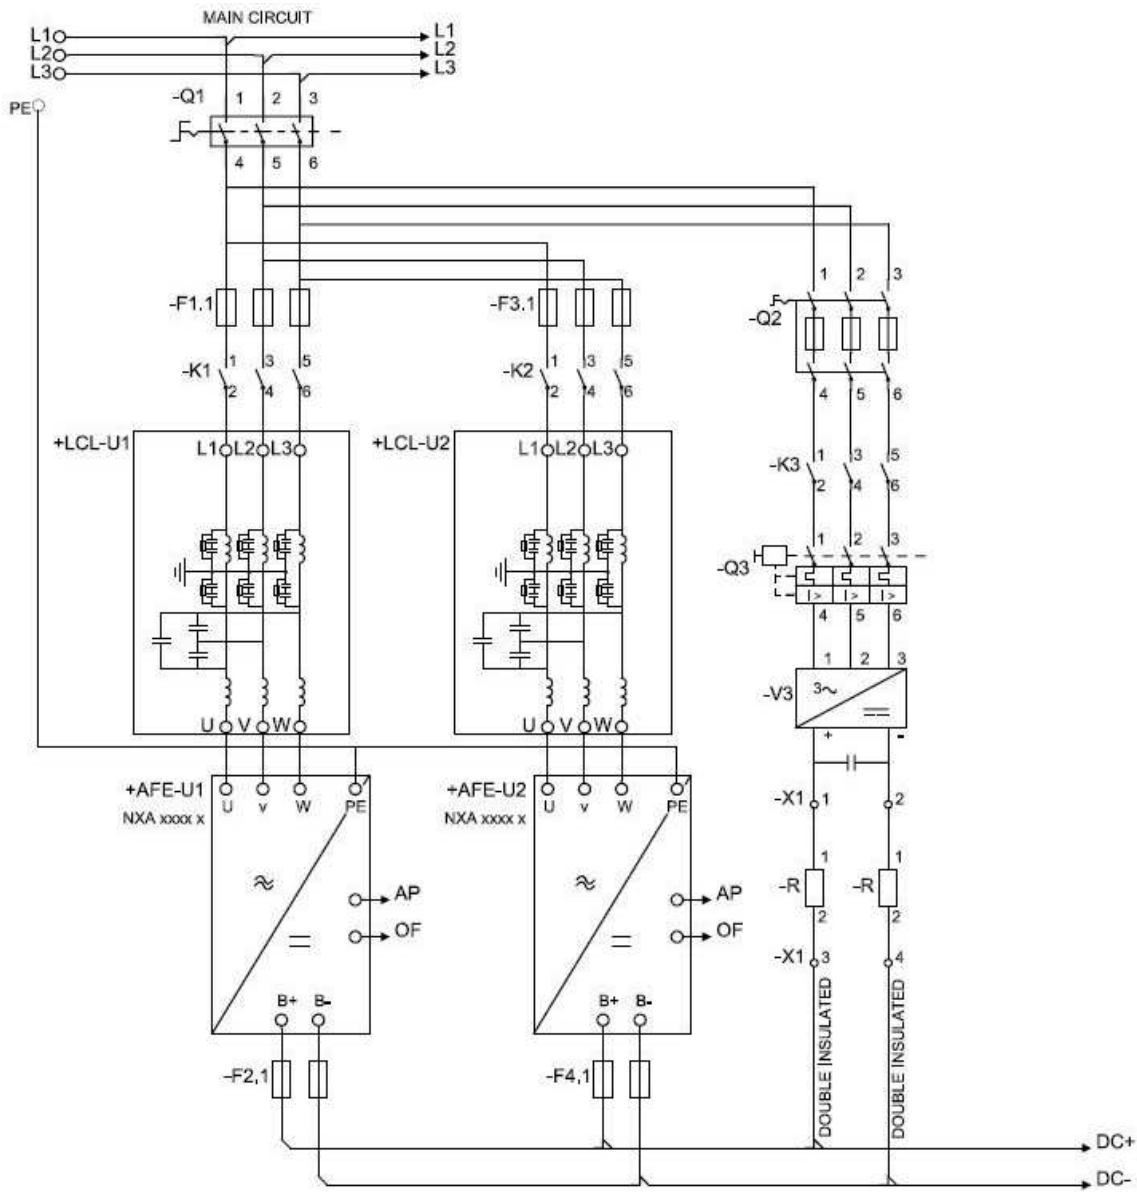 MAIN CIRCUIT
L1 L1
L2 L2
L3 L3
PE -Q1 1 2 3
4 5 6
1 2 3
-F1.1 -F3.1 -Q2
-K1 1 3 5 -K2 1 3 5
2 4 6 2 4 6 4 5 6
+LCL-U1 L1 L2 L3 +LCL-U2 L1 L2 L3
-K3 1 3 5
2 4 6
1 2 3
-Q3
I> I> I>
4 5 6
1 2 3
-V3 3~
U V W U V W
+ -
+AFE-U1 U v W PE +AFE-U2 U v W PE
NXA xxxx x NXA xxxx x
-X1 1 2
1 1
-R -R
AP AP
2 2
OF OF
-X1 3 4
B+ B- B+ B-
-F2,1 -F4,1
DOUBLE INSULATED
DOUBLE INSULATED
DC+
DC-